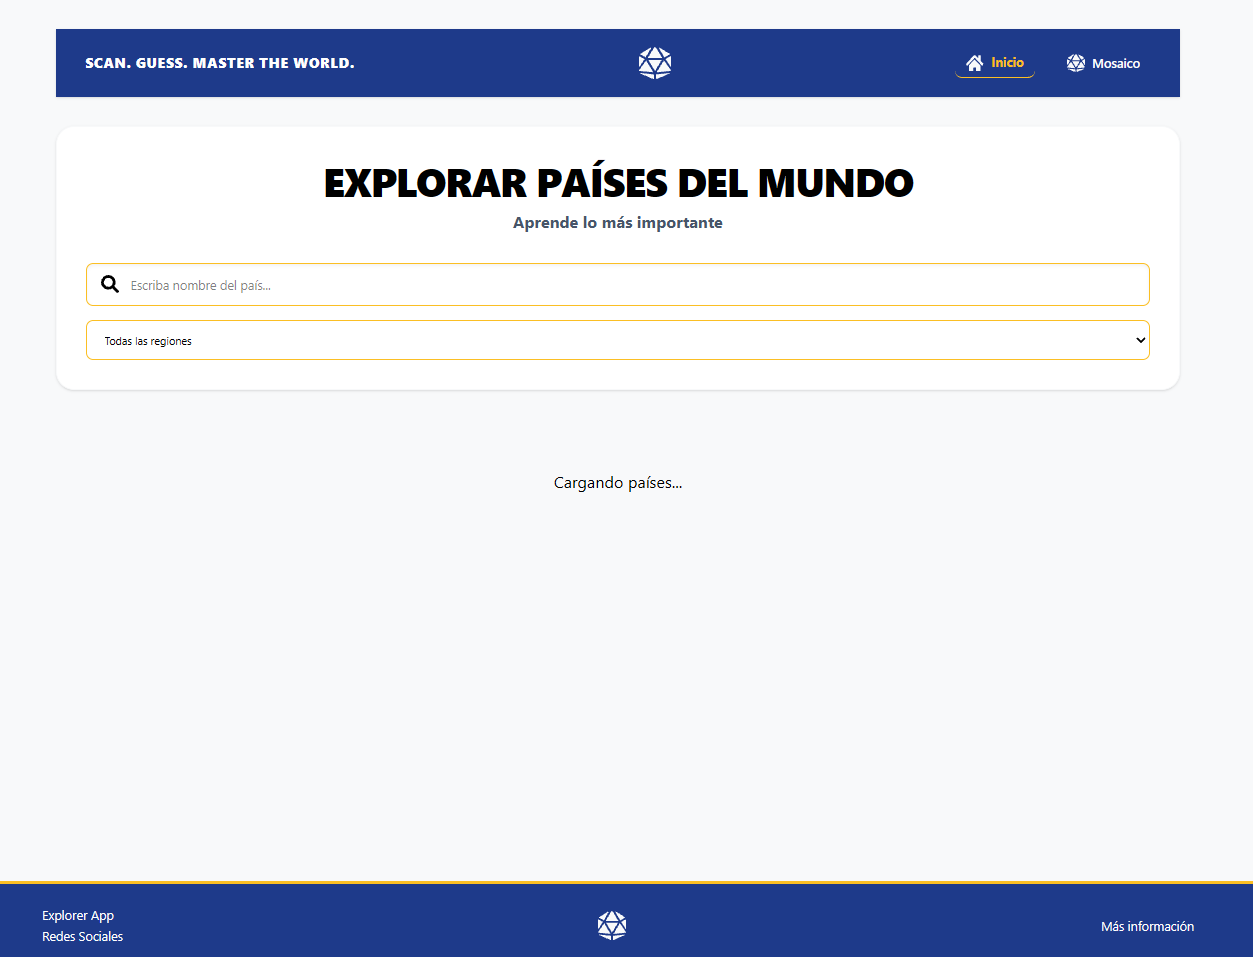 SCAN. GUESS. MASTER THE WORLD.
Inicio
Mosaico
EXPLORAR PAÍSES DEL MUNDO
Aprende lo más importante
Escriba nombre del país...
Todas las regiones
Cargando países...
Explorer App
Redes Sociales
Más información